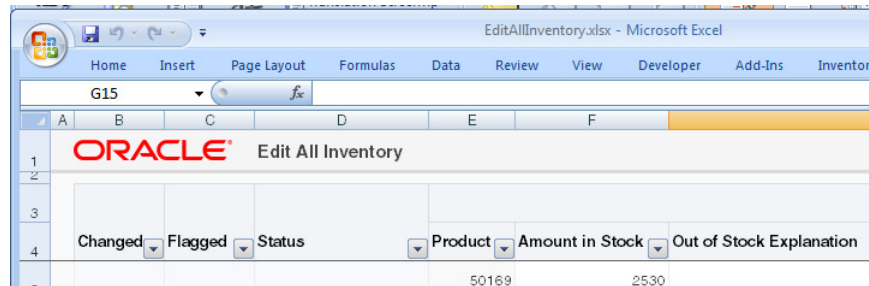 EditAllInventory.xlsx - Microsoft Excel
Home Insert Page Layout Formulas Data Review View Developer Add-Ins
G15 fx
A B C D E F
1 ORACLE® Edit All Inventory
2
3
4 Changed Flagged Status Product Amount in Stock Out of Stock Explanation
50169 2530